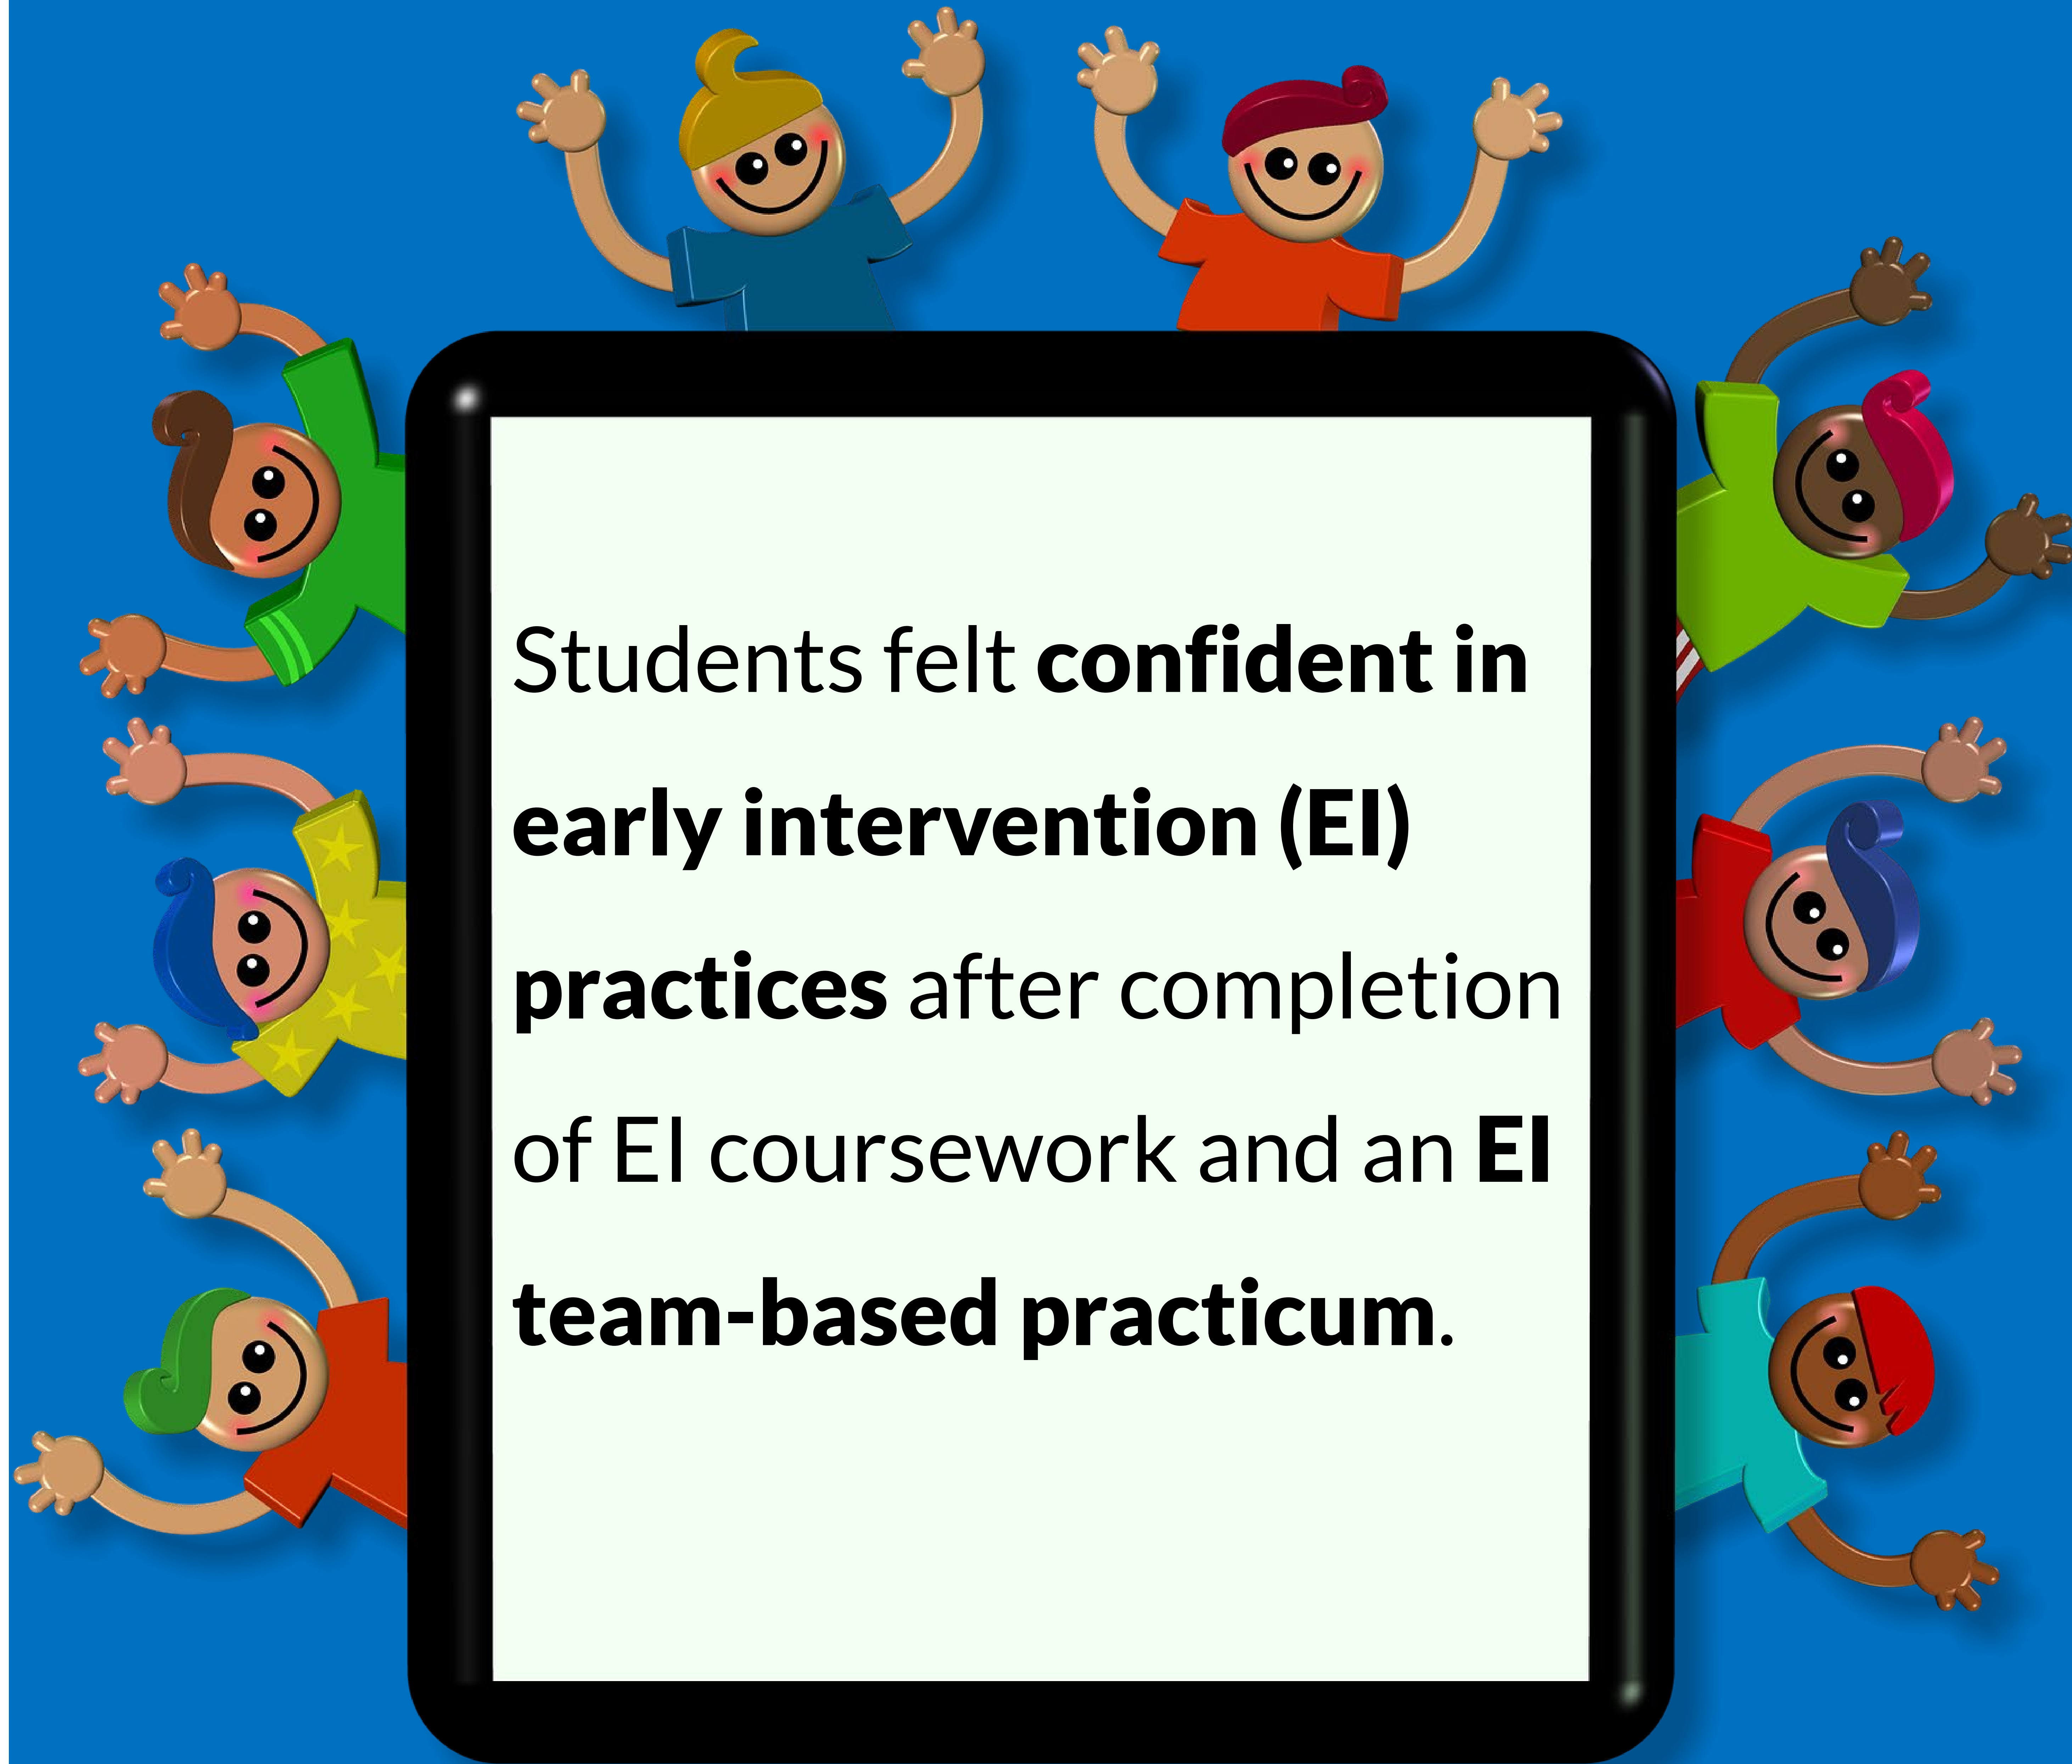 Students felt confident in
early intervention (EI)
practices after completion
of EI coursework and an EI
team-based practicum.